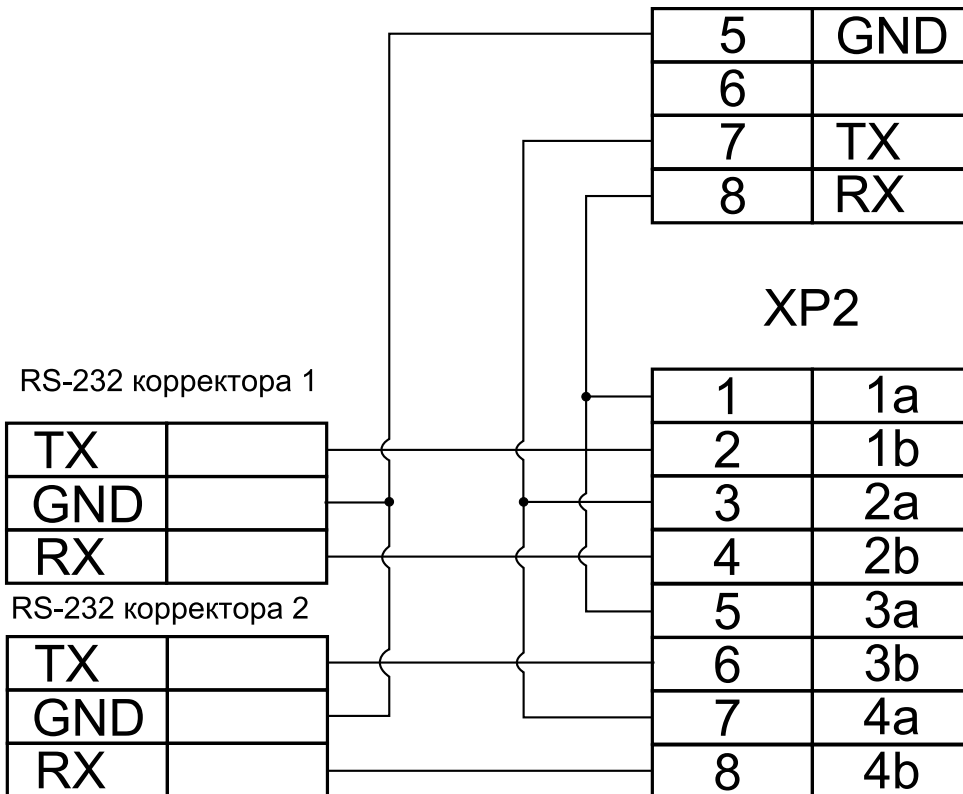 5 GND
6
7 TX
8 RX
XP2
RS-232 корректора 1
TX
GND
RX
RS-232 корректора 2
TX
GND
RX
1 1a
2 1b
3 2a
4 2b
5 3a
6 3b
7 4a
8 4b